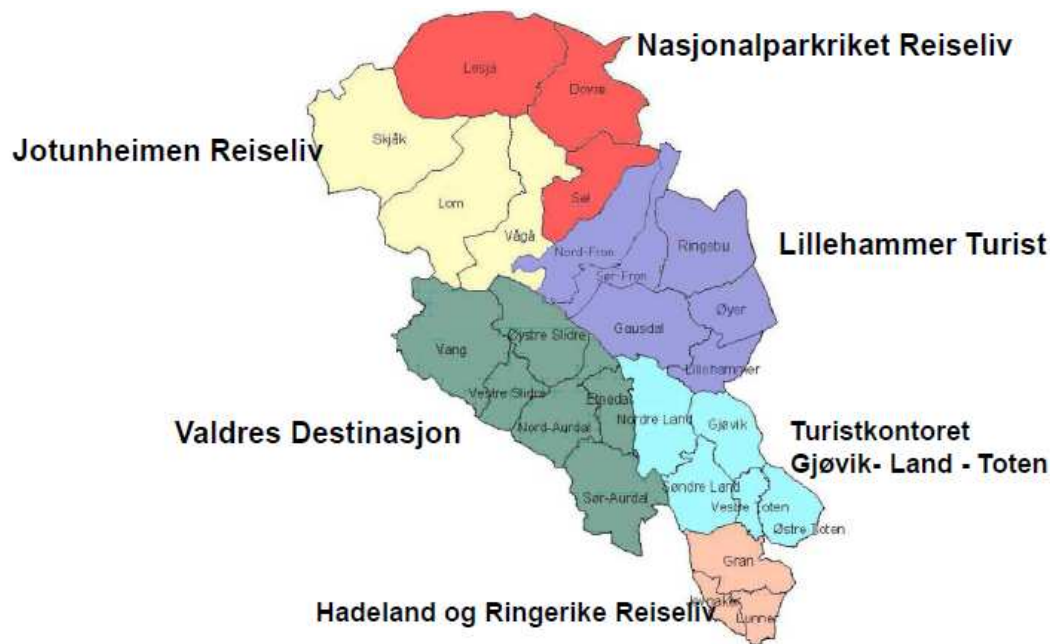 Nasjonalparkriket Reiseliv
Lesja
Dovre
Jotunheimen Reiseliv
Skjåk
Lom
Sel
Vågå
Nord-Fron
Ringebu
Lillehammer Turist
Sør-Fron
Øyer
Gausdal
Øystre Slidre
Vang
Lillehammer
Vestre Slidre
Etnedal
Nordre Land
Gjøvik
Valdres Destinasjon
Nord-Aurdal
Turistkontoret
Gjøvik- Land - Toten
Søndre Land
Sør-Aurdal
Vestre Toten
Østre Toten
Gran
Jevnaker
Hadeland og Ringerike Reiseliv
Lunner